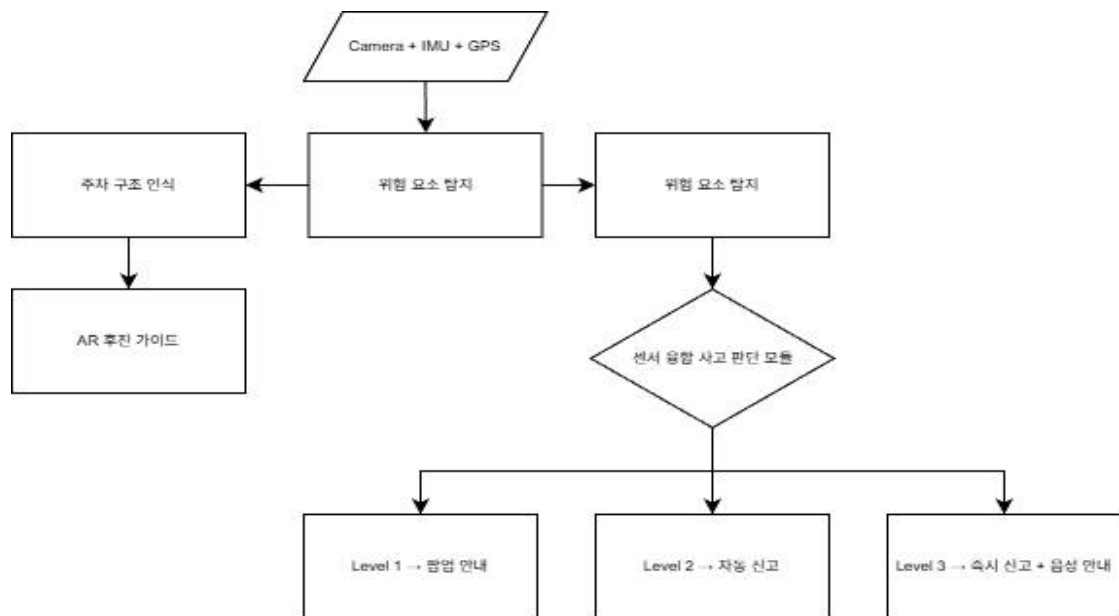 Camera + IMU + GPS
주차 구조 인식
위험 요소 탐지
위험 요소 탐지
AR 후진 가이드
센서 융합 사고 판단 모듈
Level 1 → 팝업 안내
Level 2 → 자동 신고
Level 3 → 즉시 신고 + 음성 안내